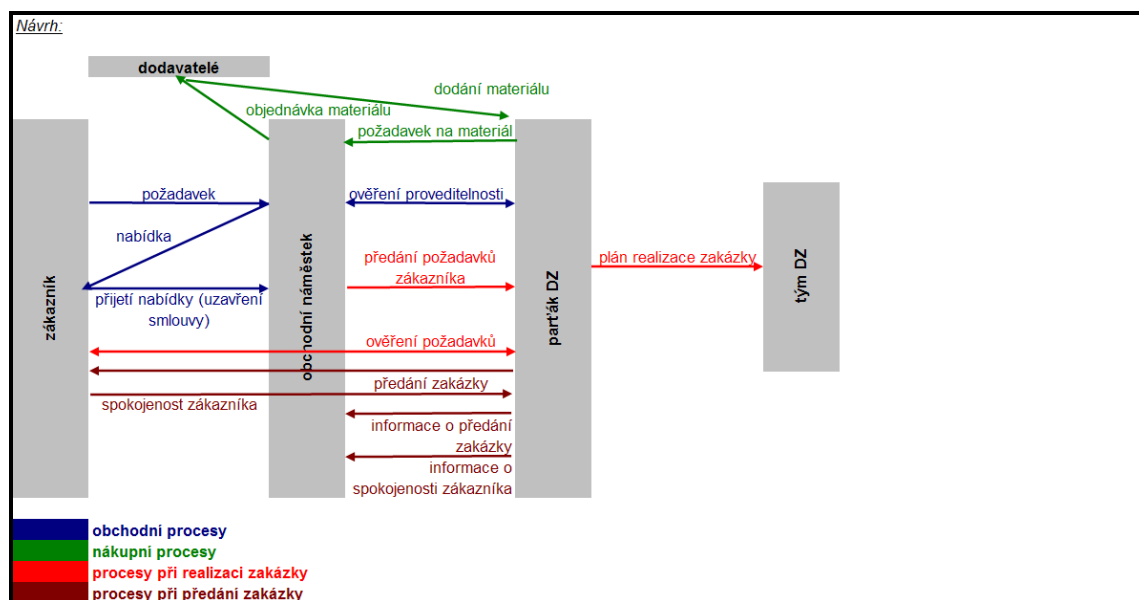 Návrh:
dodavatelé
dodání materiálu
objednávka materiálu
požadavek na materiál
požadavek
ověření proveditelnosti
nabídka
předání požadavků
zákazníka
plán realizace zakázky
přijetí nabídky (uzavření
smlouvy)
zákazník
obchodní náměstek
parťák DZ
tým DZ
ověření požadavků
předání zakázky
spokojenost zákazníka
informace o předání
zakázky
informace o
spokojenosti zákazníka
obchodní procesy
nákupní procesy
procesy při realizaci zakázky
procesy při předání zakázky